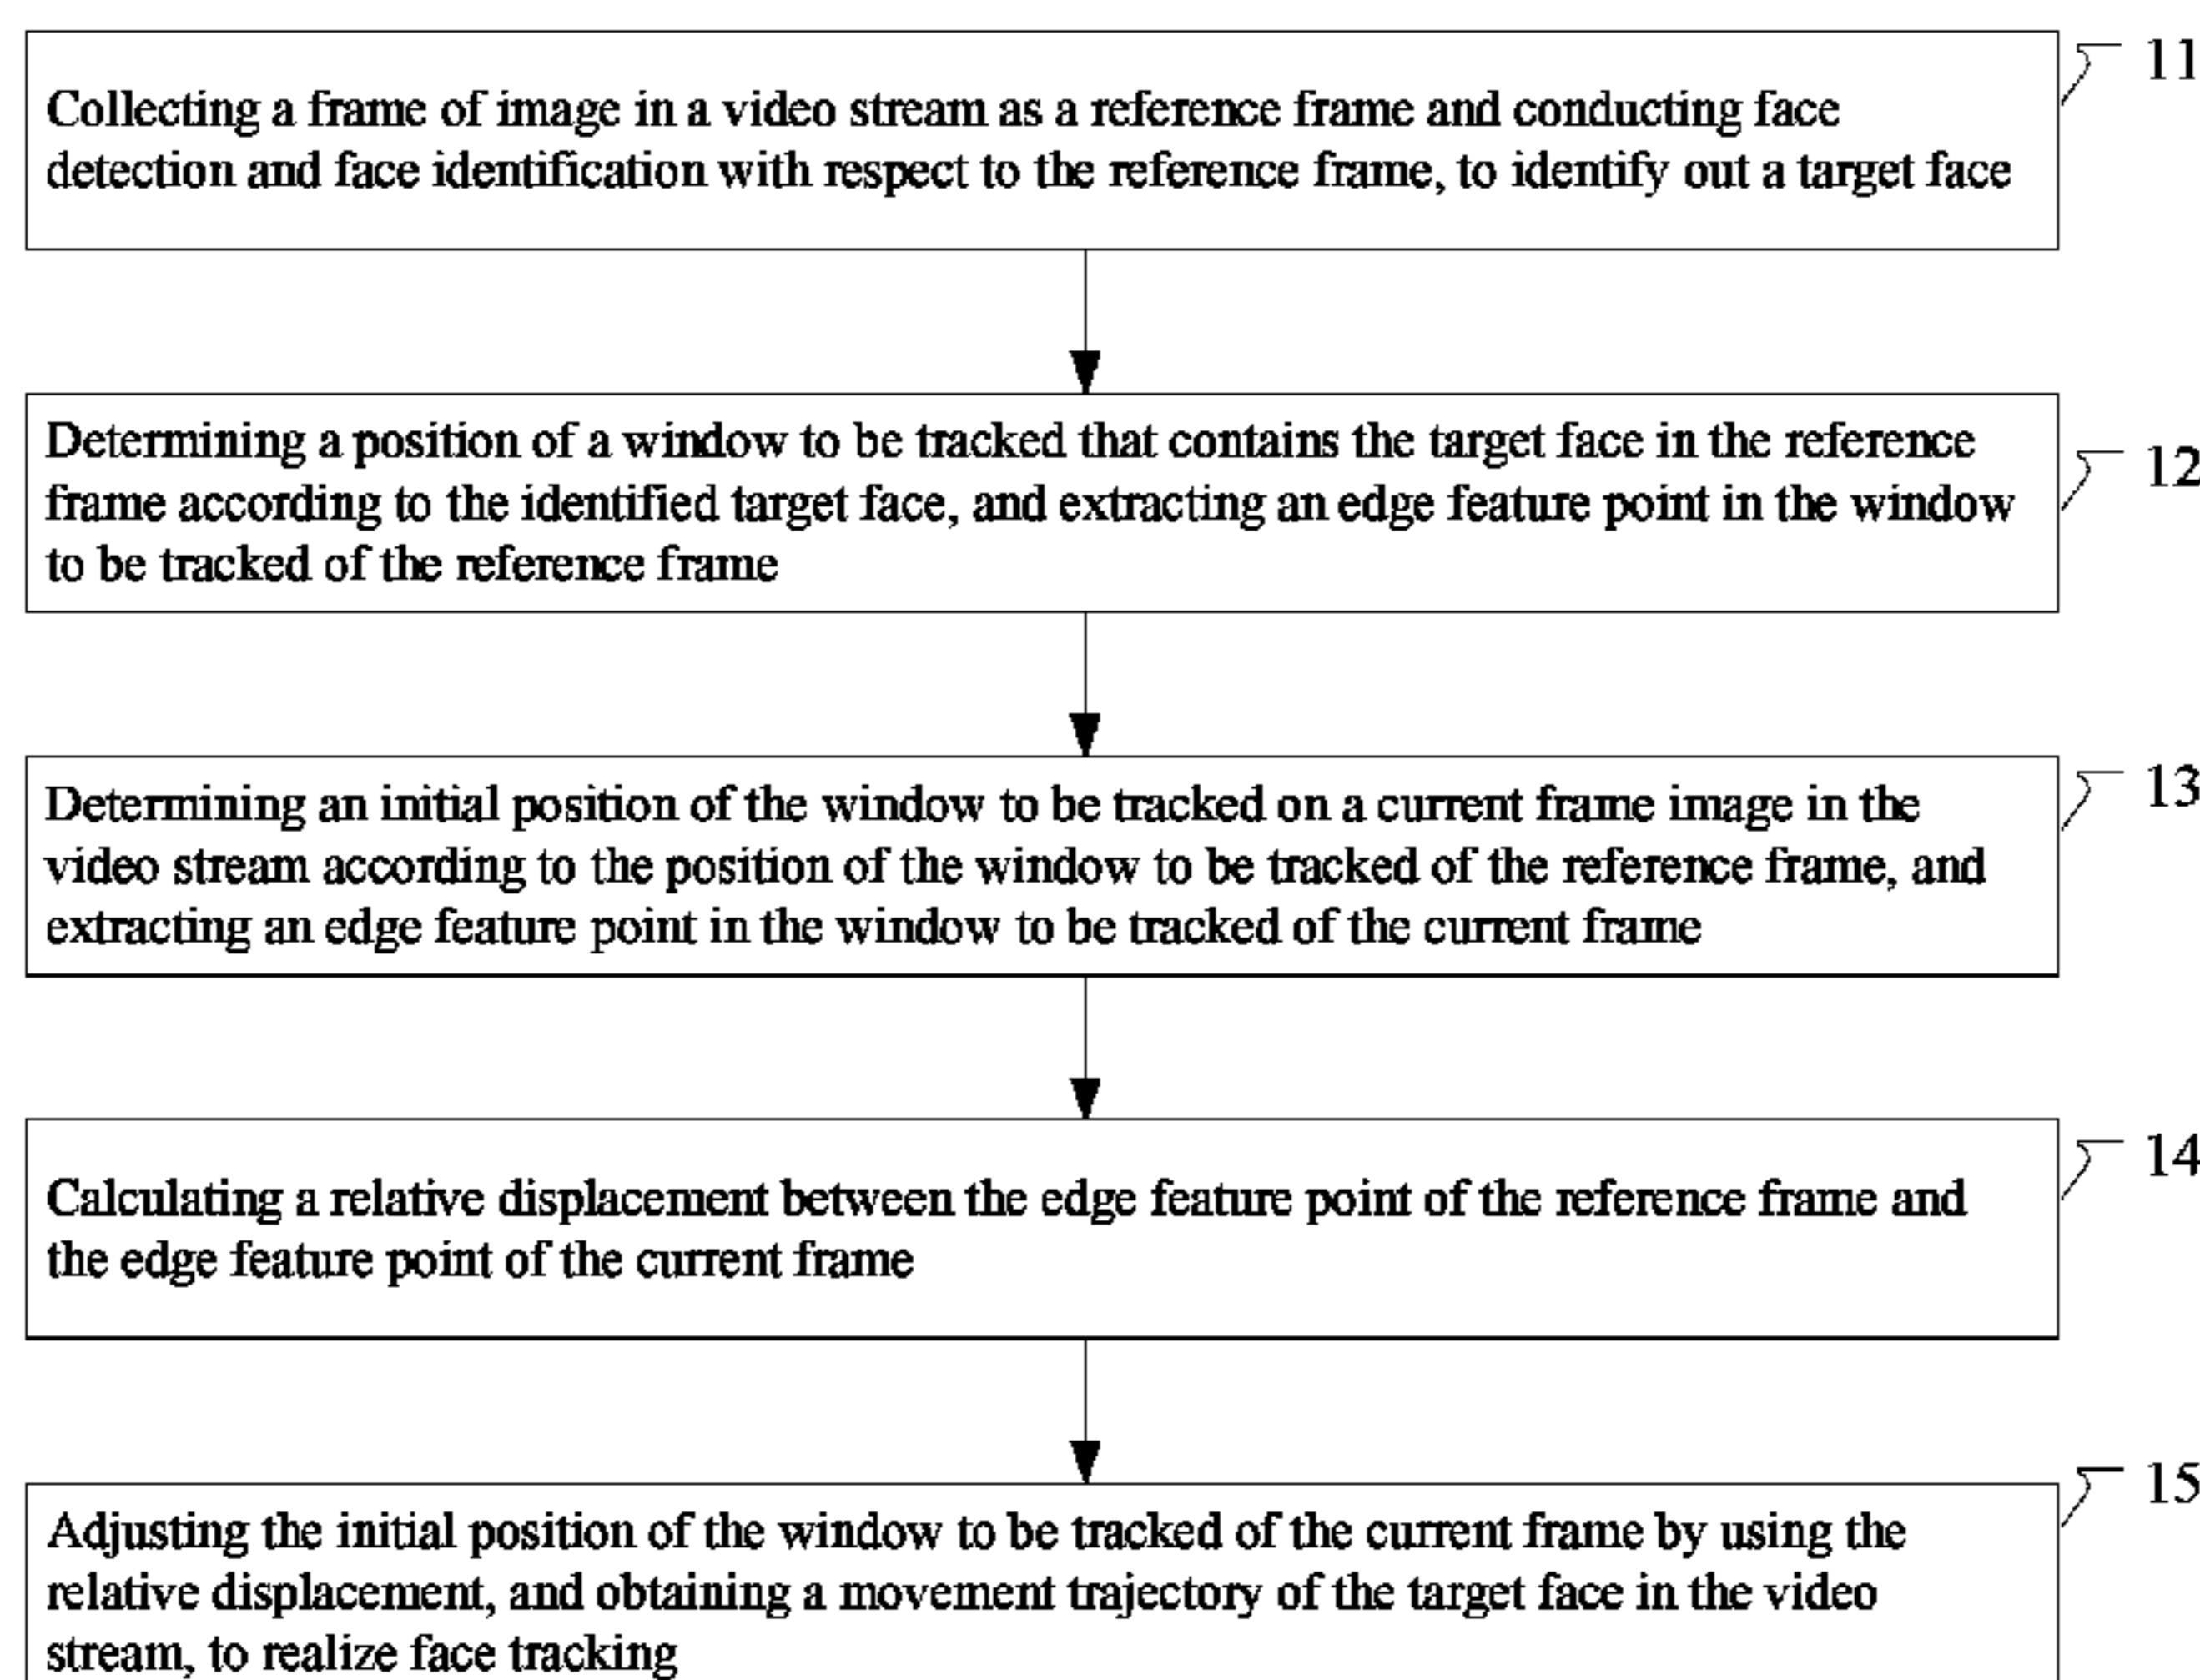 11
Collecting a frame of image in a video stream as a reference frame and conducting face
detection and face identification with respect to the reference frame, to identify out a target face
12
Determining a position of a window to be tracked that contains the target face in the reference
frame according to the identified target face, and extracting an edge feature point in the window
to be tracked of the reference frame
13
Determining an initial position of the window to be tracked on a current frame image in the
video stream according to the position of the window to be tracked of the reference frame, and
extracting an edge feature point in the window to be tracked of the current frame
14
Calculating a relative displacement between the edge feature point of the reference frame and
the edge feature point of the current frame
15
Adjusting the initial position of the window to be tracked of the current frame by using the
relative displacement, and obtaining a movement trajectory of the target face in the video
stream, to realize face tracking